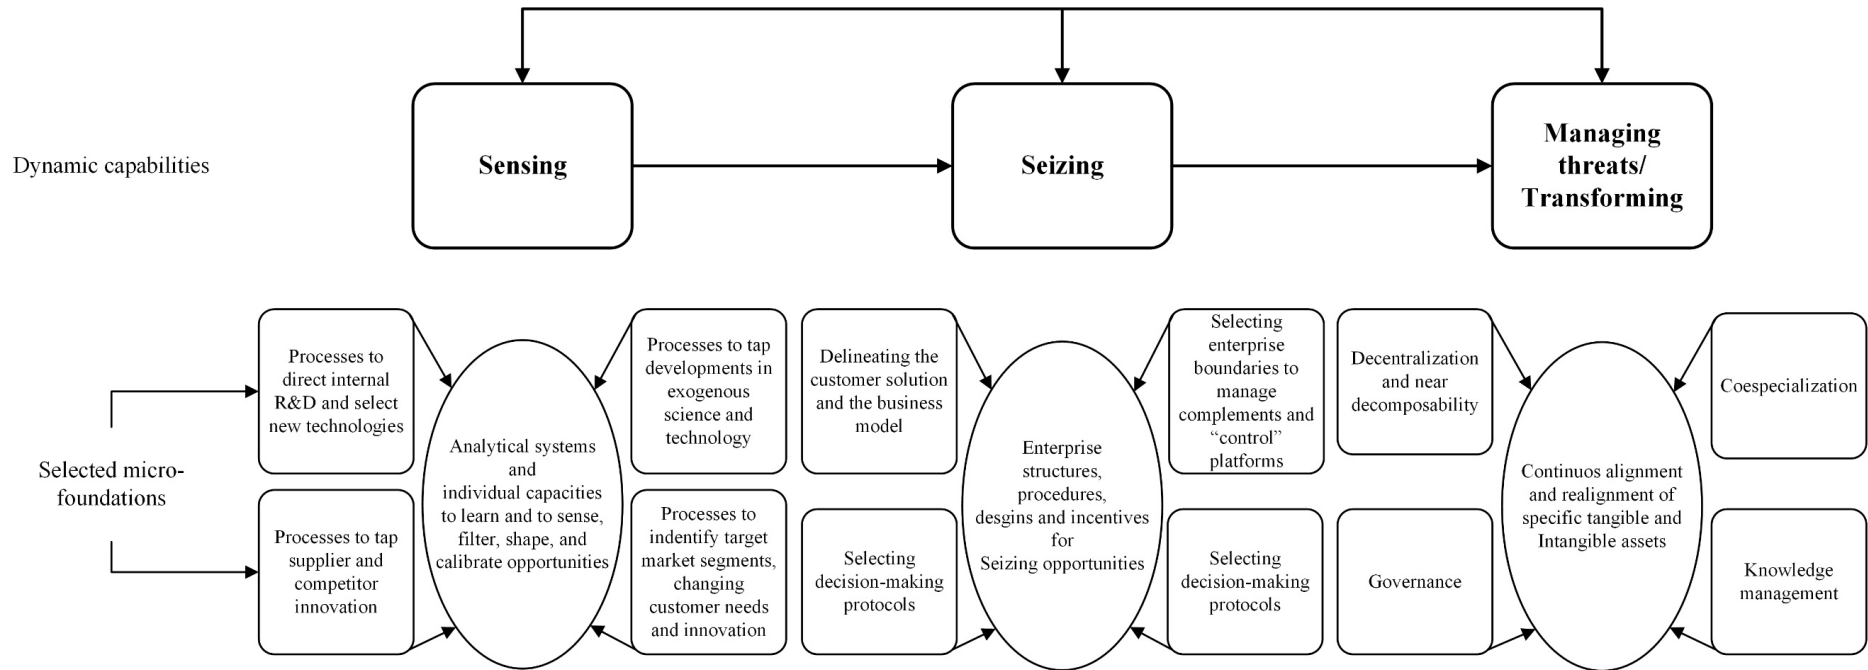 Dynamic capabilities
Sensing
Seizing
Managing
threats/
Transforming
Selected micro-
foundations
Processes to
direct internal
R&D and select
new technologies
Processes to tap
supplier and
competitor
innovation
Analytical systems
and
individual capacities
to learn and to sense,
filter, shape, and
calibrate opportunities
Processes to tap
developments in
exogenous
science and
technology
Processes to
indentify target
market segments,
changing
customer needs
and innovation
Delineating the
customer solution
and the business
model
Selecting
decision-making
protocols
Enterprise
structures,
procedures,
desgins and incentives
for
Seizing opportunities
Selecting
enterprise
boundaries to
manage
complements and
“control”
platforms
Selecting
decision-making
protocols
Decentralization
and near
decomposability
Governance
Continuos alignment
and realignment of
specific tangible and
Intangible assets
Coespecialization
Knowledge
management